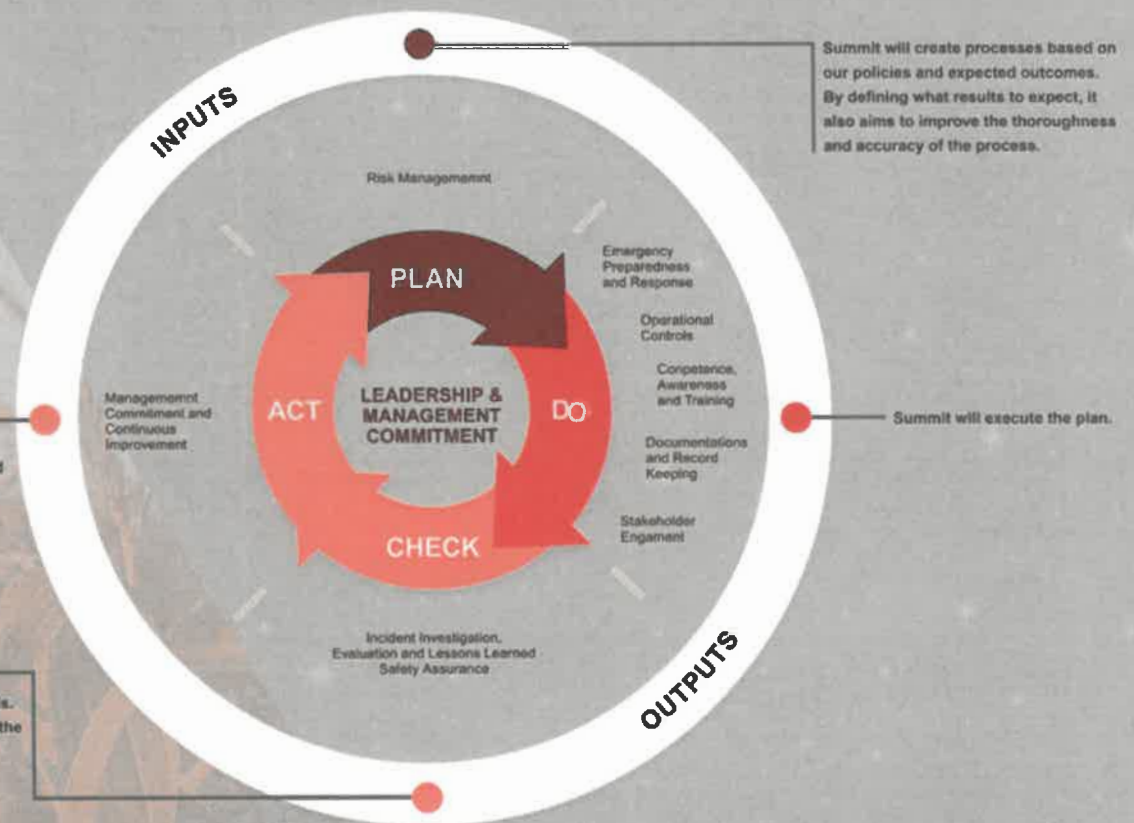 INPUTS
Summit will create processes based on
our policies and expected outcomes.
By defining what results to expect, it
also aims to improve the thoroughness
and accuracy of the process.
Risk Managememnt
PLAN
Emergency
Preparedness
and Response
Operational
Controls
Conpetence,
Awareness
and Training
Documentations
and Record
Keeping
Stakeholder
Engament
DO
Summit will execute the plan.
LEADERSHIP &
MANAGEMENT
COMMITMENT
ACT
Managememnt
Commitment and
Continuous
Improvement
CHECK
Incident Investigation,
Evaluation and Lessons Learned
Safety Assurance
the
OUTPUTS